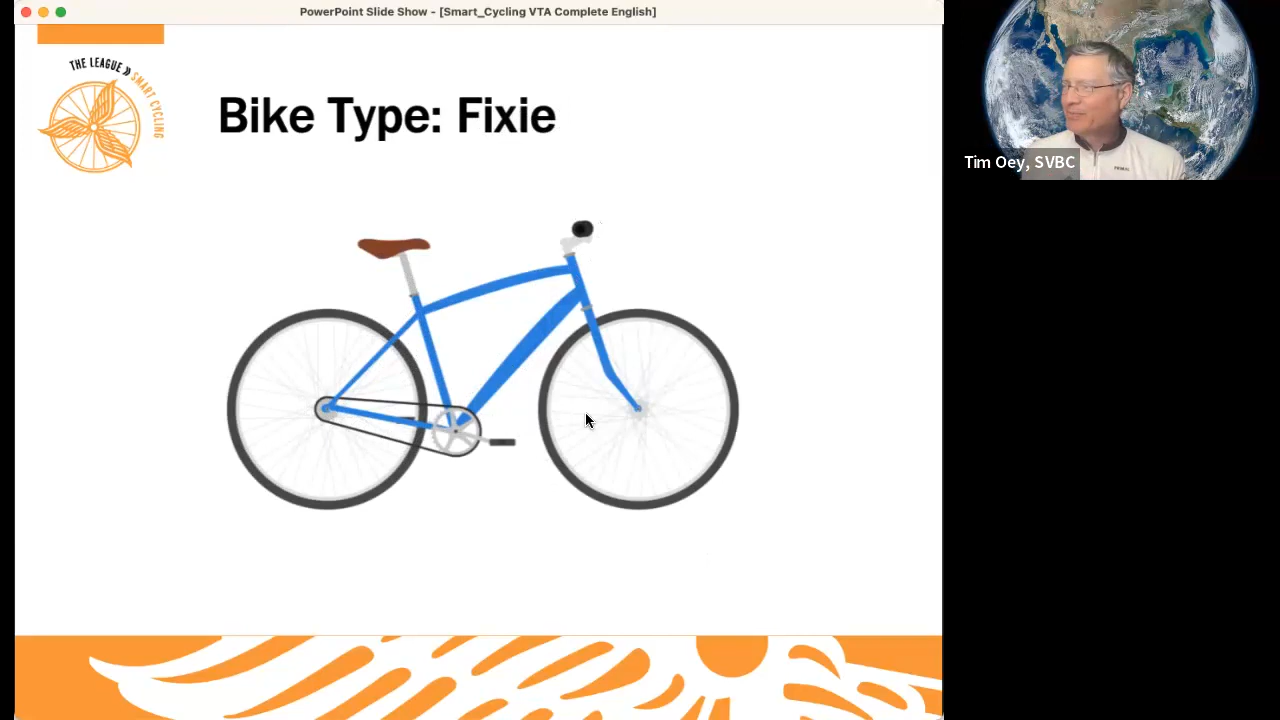 PowerPoint Slide Show - [Smart_Cycling VTA Complete English]
THE LEAGUE
SMART CYCLING
Bike Type: Fixie
Tim Oey, SVBC